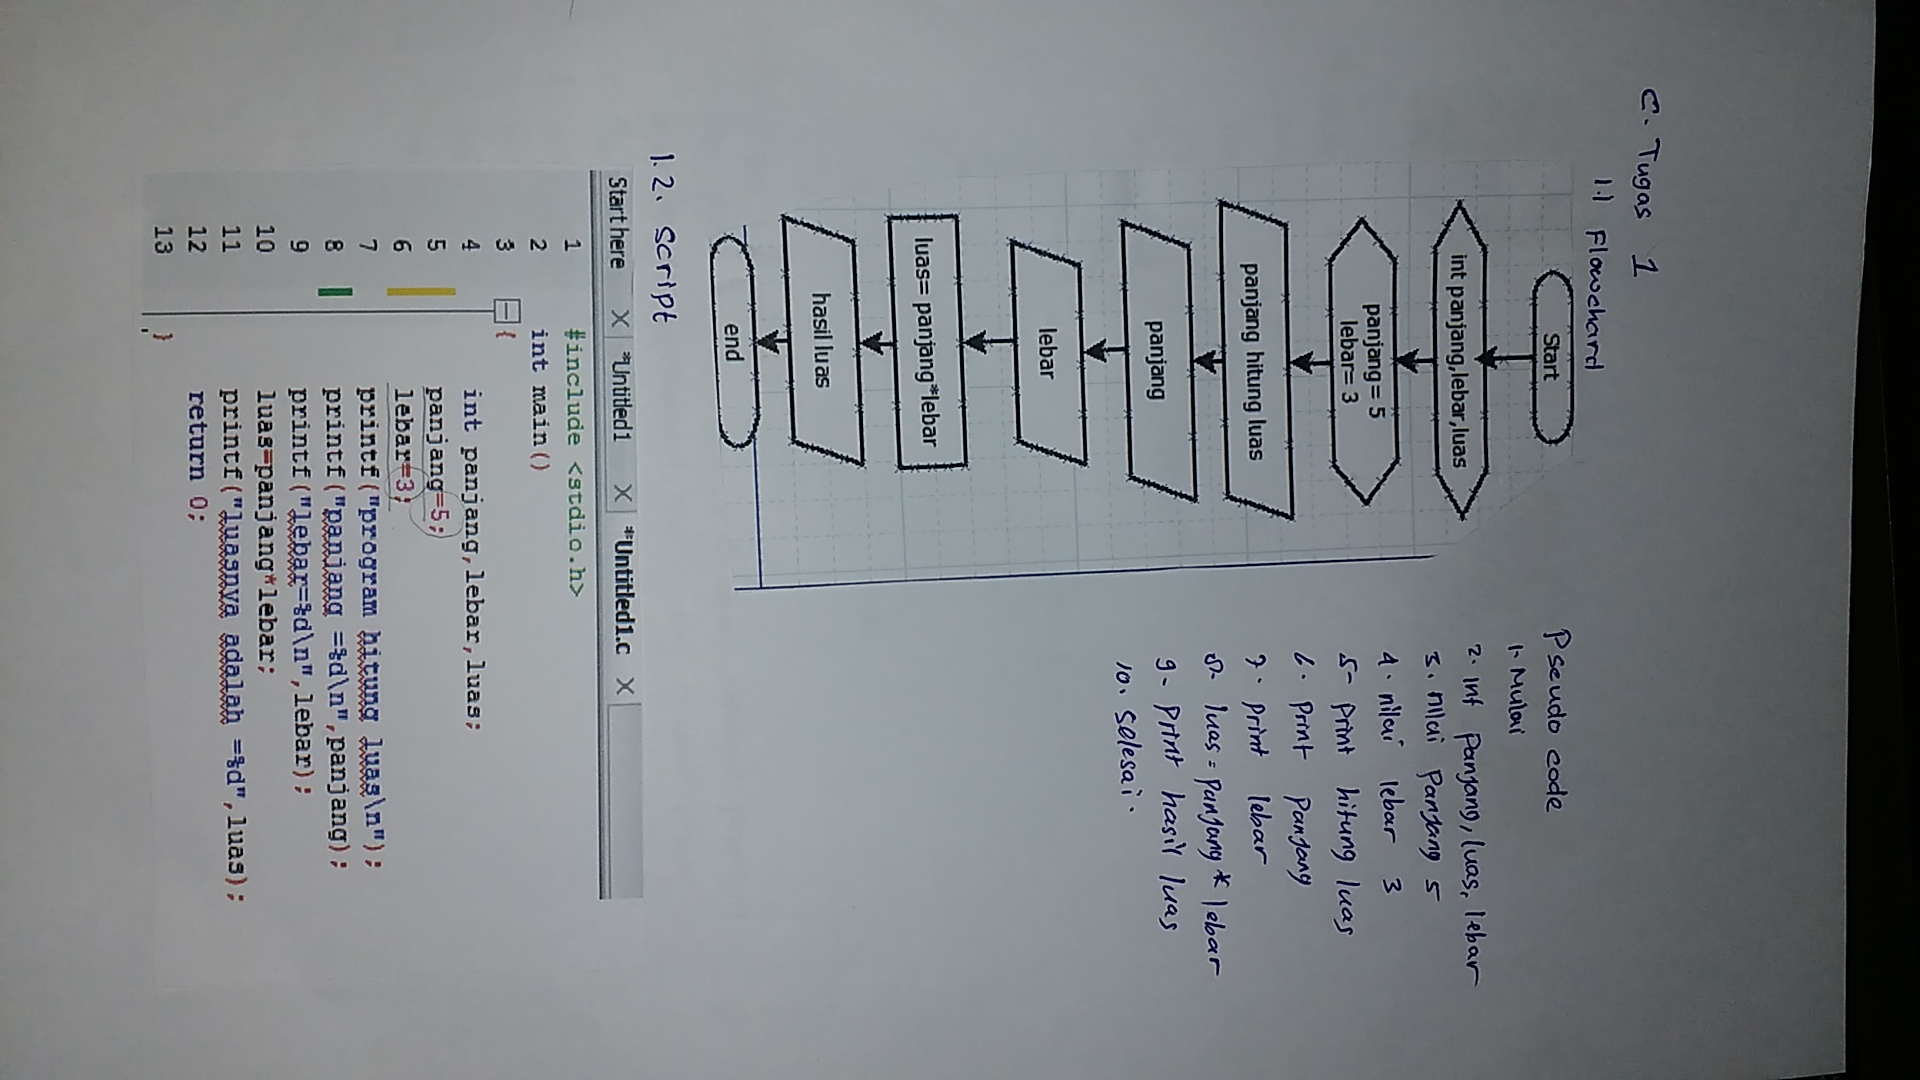 C. Tugas 1
1.1 Flowchard
Start
int panjang,lebar,luas
panjang = 5
lebar= 3
panjang hitung luas
panjang
lebar
luas= panjang*lebar
hasil luas
end
Pseudo code
1. Mulai
2. int panjang, luas, lebar
3. nilai panjang 5
4. nilai lebar 3
5- print hitung luas
6. print panjang
7. print lebar
8. luas = panjang * lebar
9. print hasil luas
10. Selesai.
1.2. Script
Start here X *Untitled1 X *Untitled1.c X
1 #include <stdio.h>
2 int main()
3 {
4 int panjang,lebar,luas;
5 panjang=5;
6 lebar=3;
7 printf("program hitung luas\n");
8 printf("panjang =%d\n",panjang);
9 printf("lebar=%d\n",lebar);
10 luas=panjang*lebar;
11 printf("luasnya adalah =%d",luas);
12 return 0;
13 }